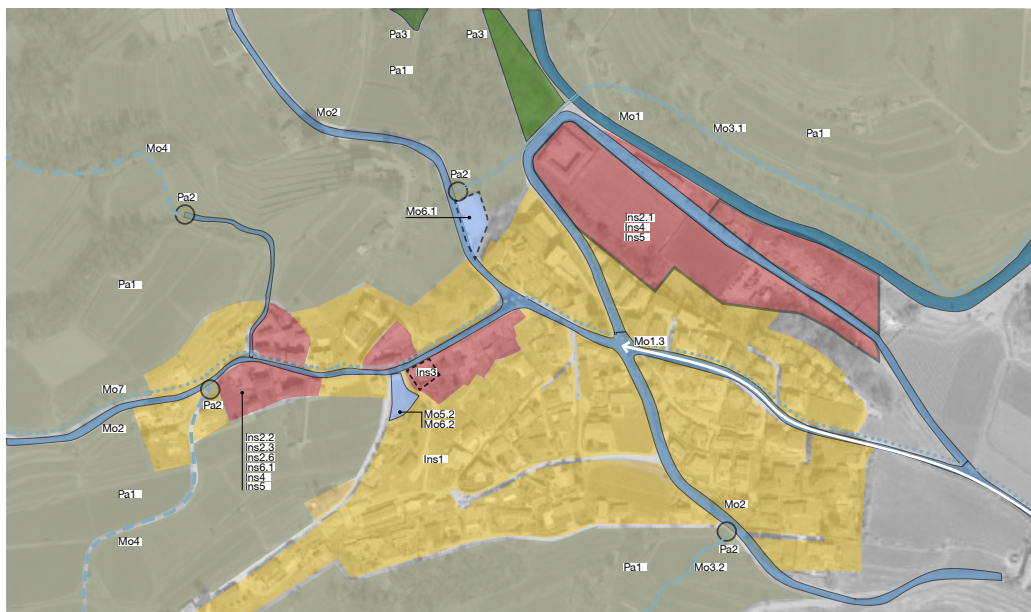 Pa3
Pa3
Pa1
Mo2
Mo1
Mo3.1
Pa1
Mo4
Pa2
Pa2
Mo6.1
Ins2.1
Ins4
Ins5
Pa1
Mo1.3
Ins3
Mo7
Pa2
Mo2
Mo5.2
Mo6.2
Ins2.2
Ins2.3
Ins2.6
Ins6.1
Ins4
Ins5
Ins1
Pa1
Mo2
Mo4
Pa2
Pa1
Mo3.2